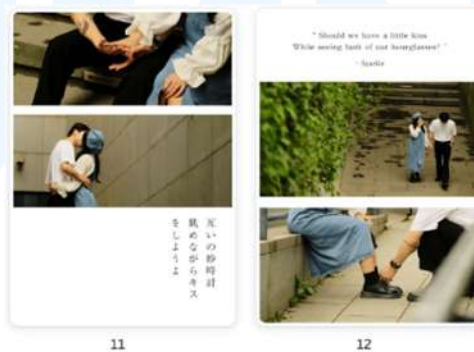 互いの砂時計
眺めながらキス
をしようよ
11
" Should we have a little kiss
While seeing both of our hourglasses? "
- Sparkle
12